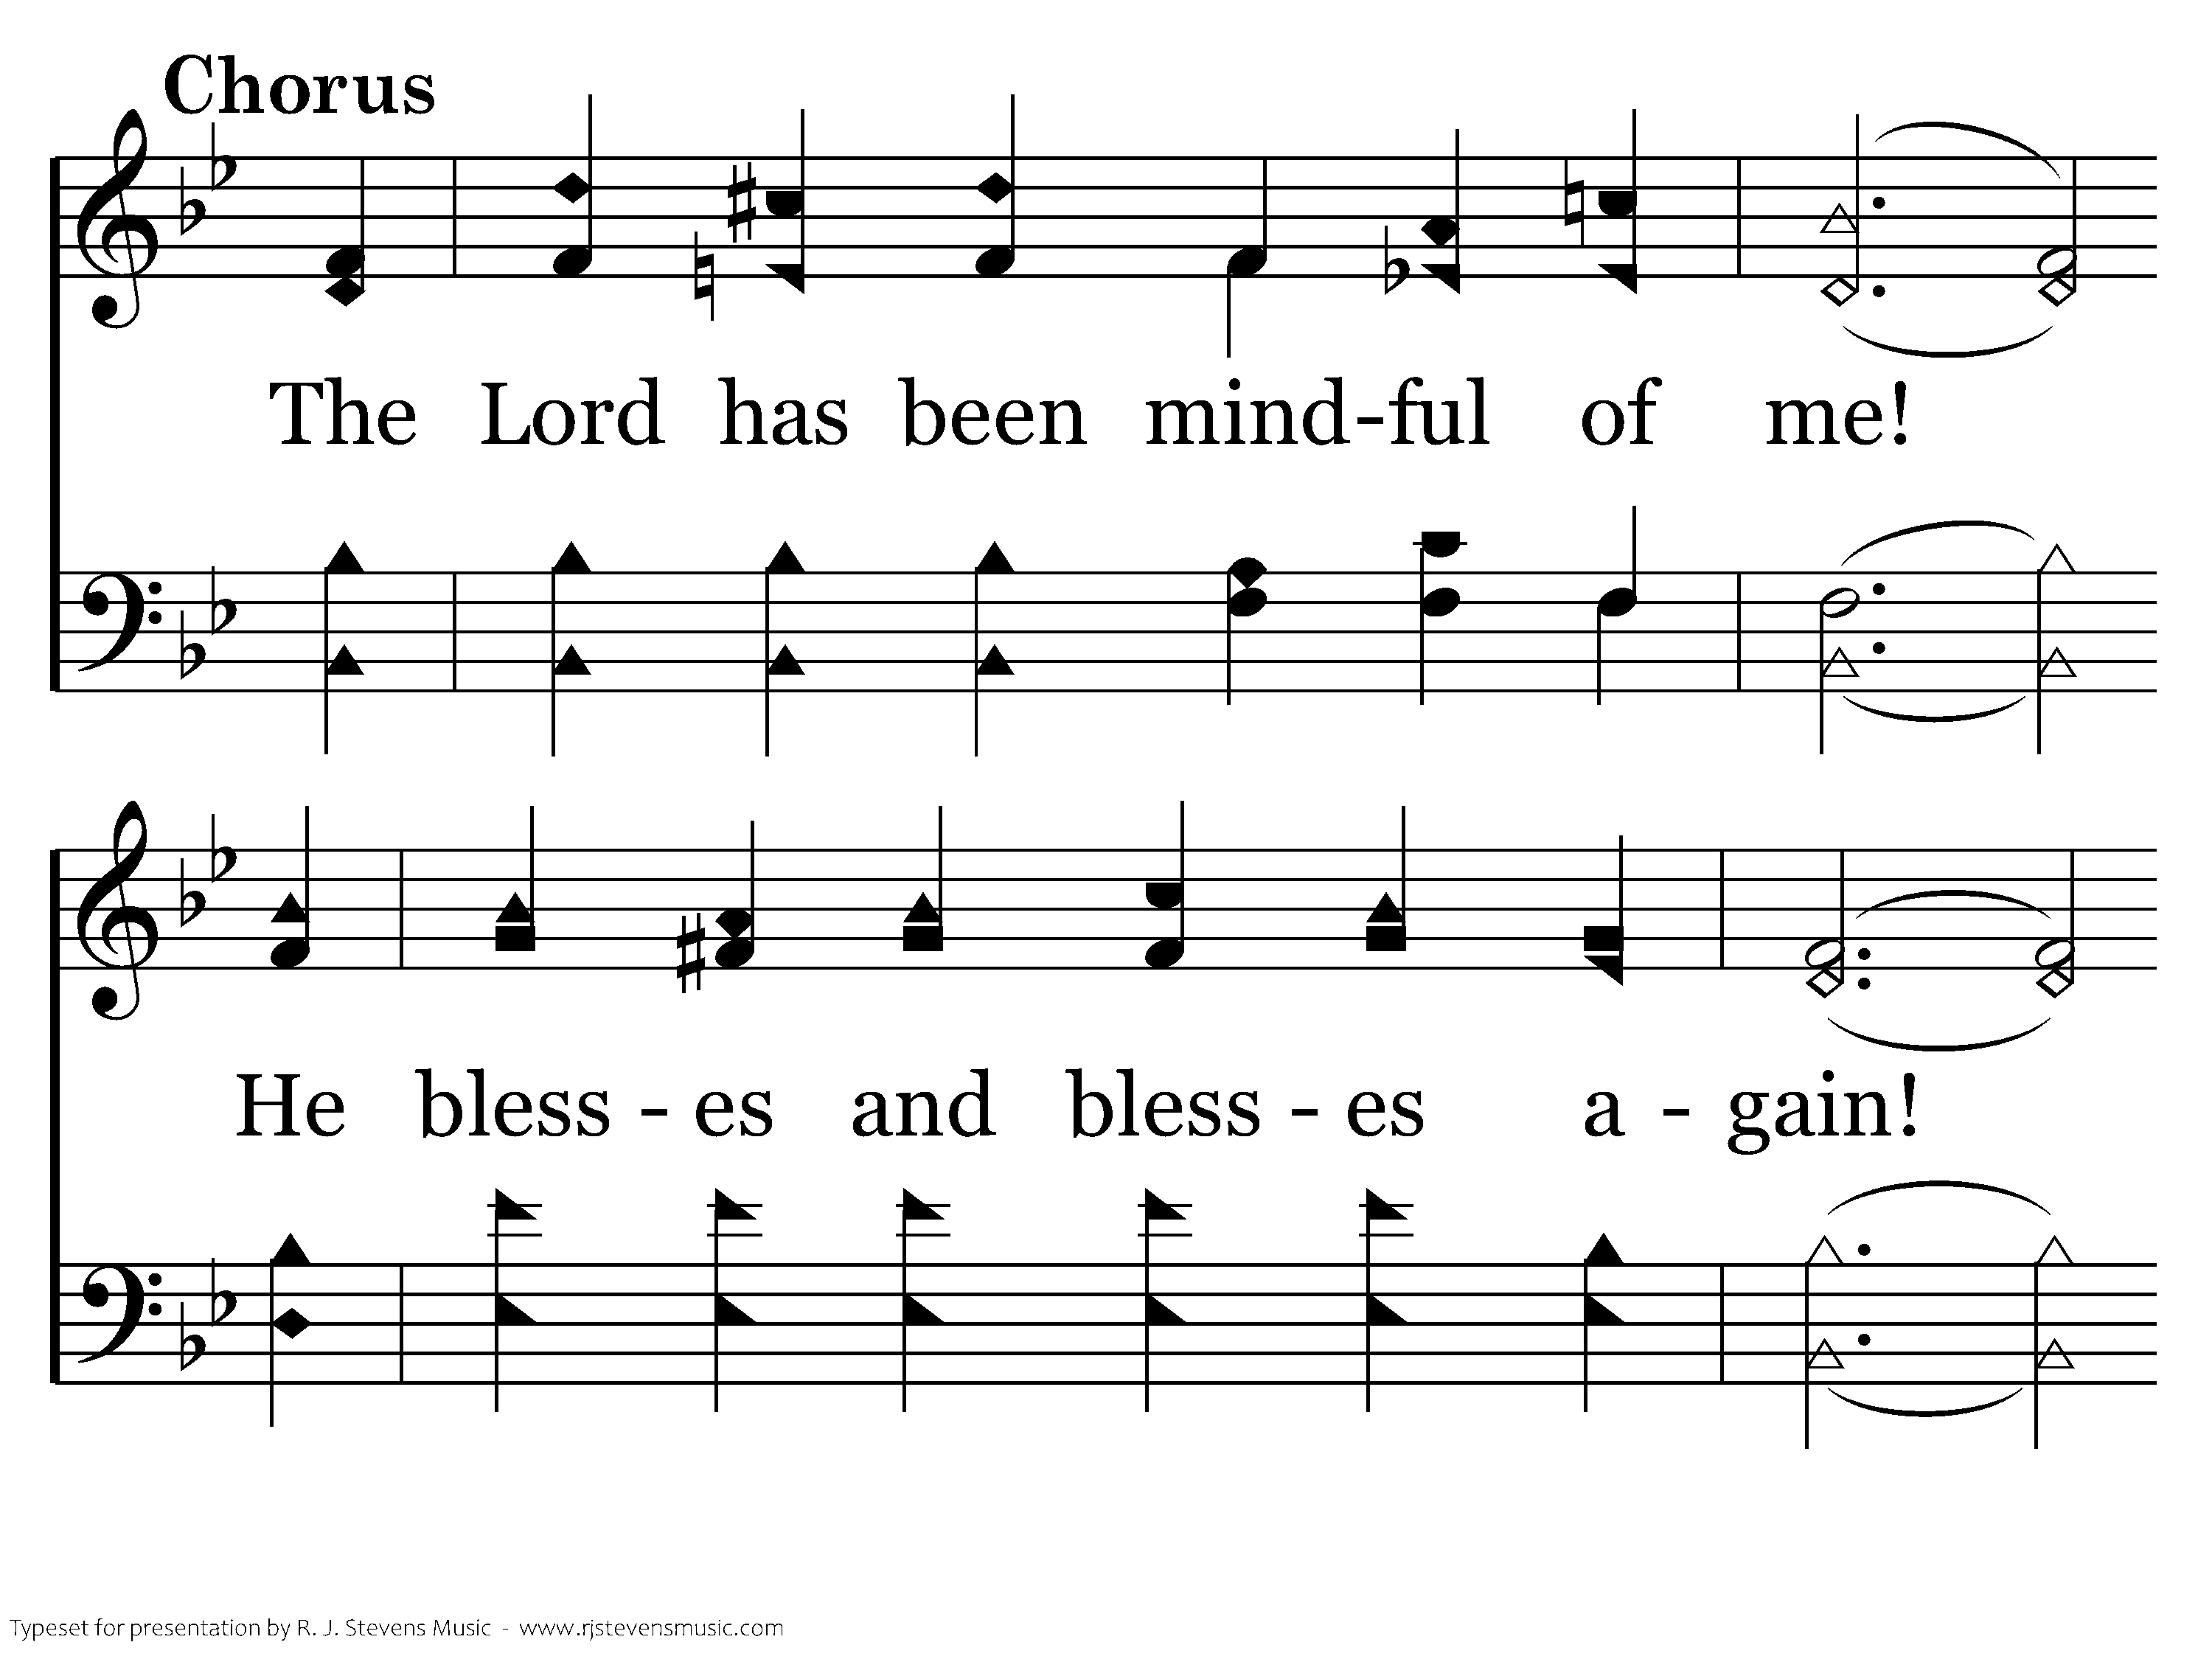 Chorus
The Lord has been mind-ful of me!
He bless - es and bless - es a - gain!
Typeset for presentation by R. J. Stevens Music - www.rjstevensmusic.com